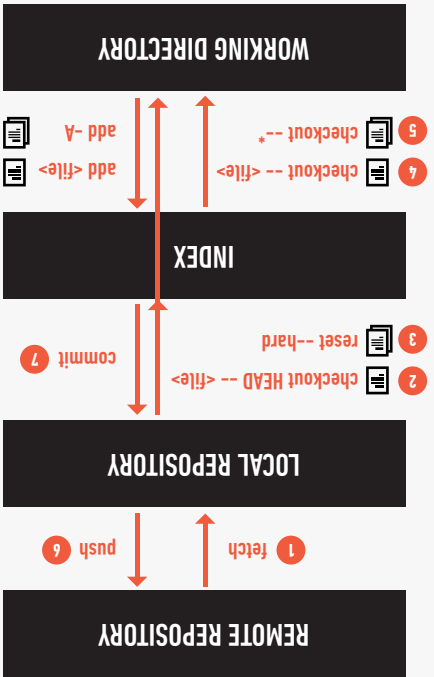 REMOTE REPOSITORY
1 fetch
push 6
LOCAL REPOSITORY
2 checkout HEAD -- <file>
3 reset --hard
commit 7
INDEX
4 checkout -- <file>
5 checkout --*
add <file>
add -A
WORKING DIRECTORY